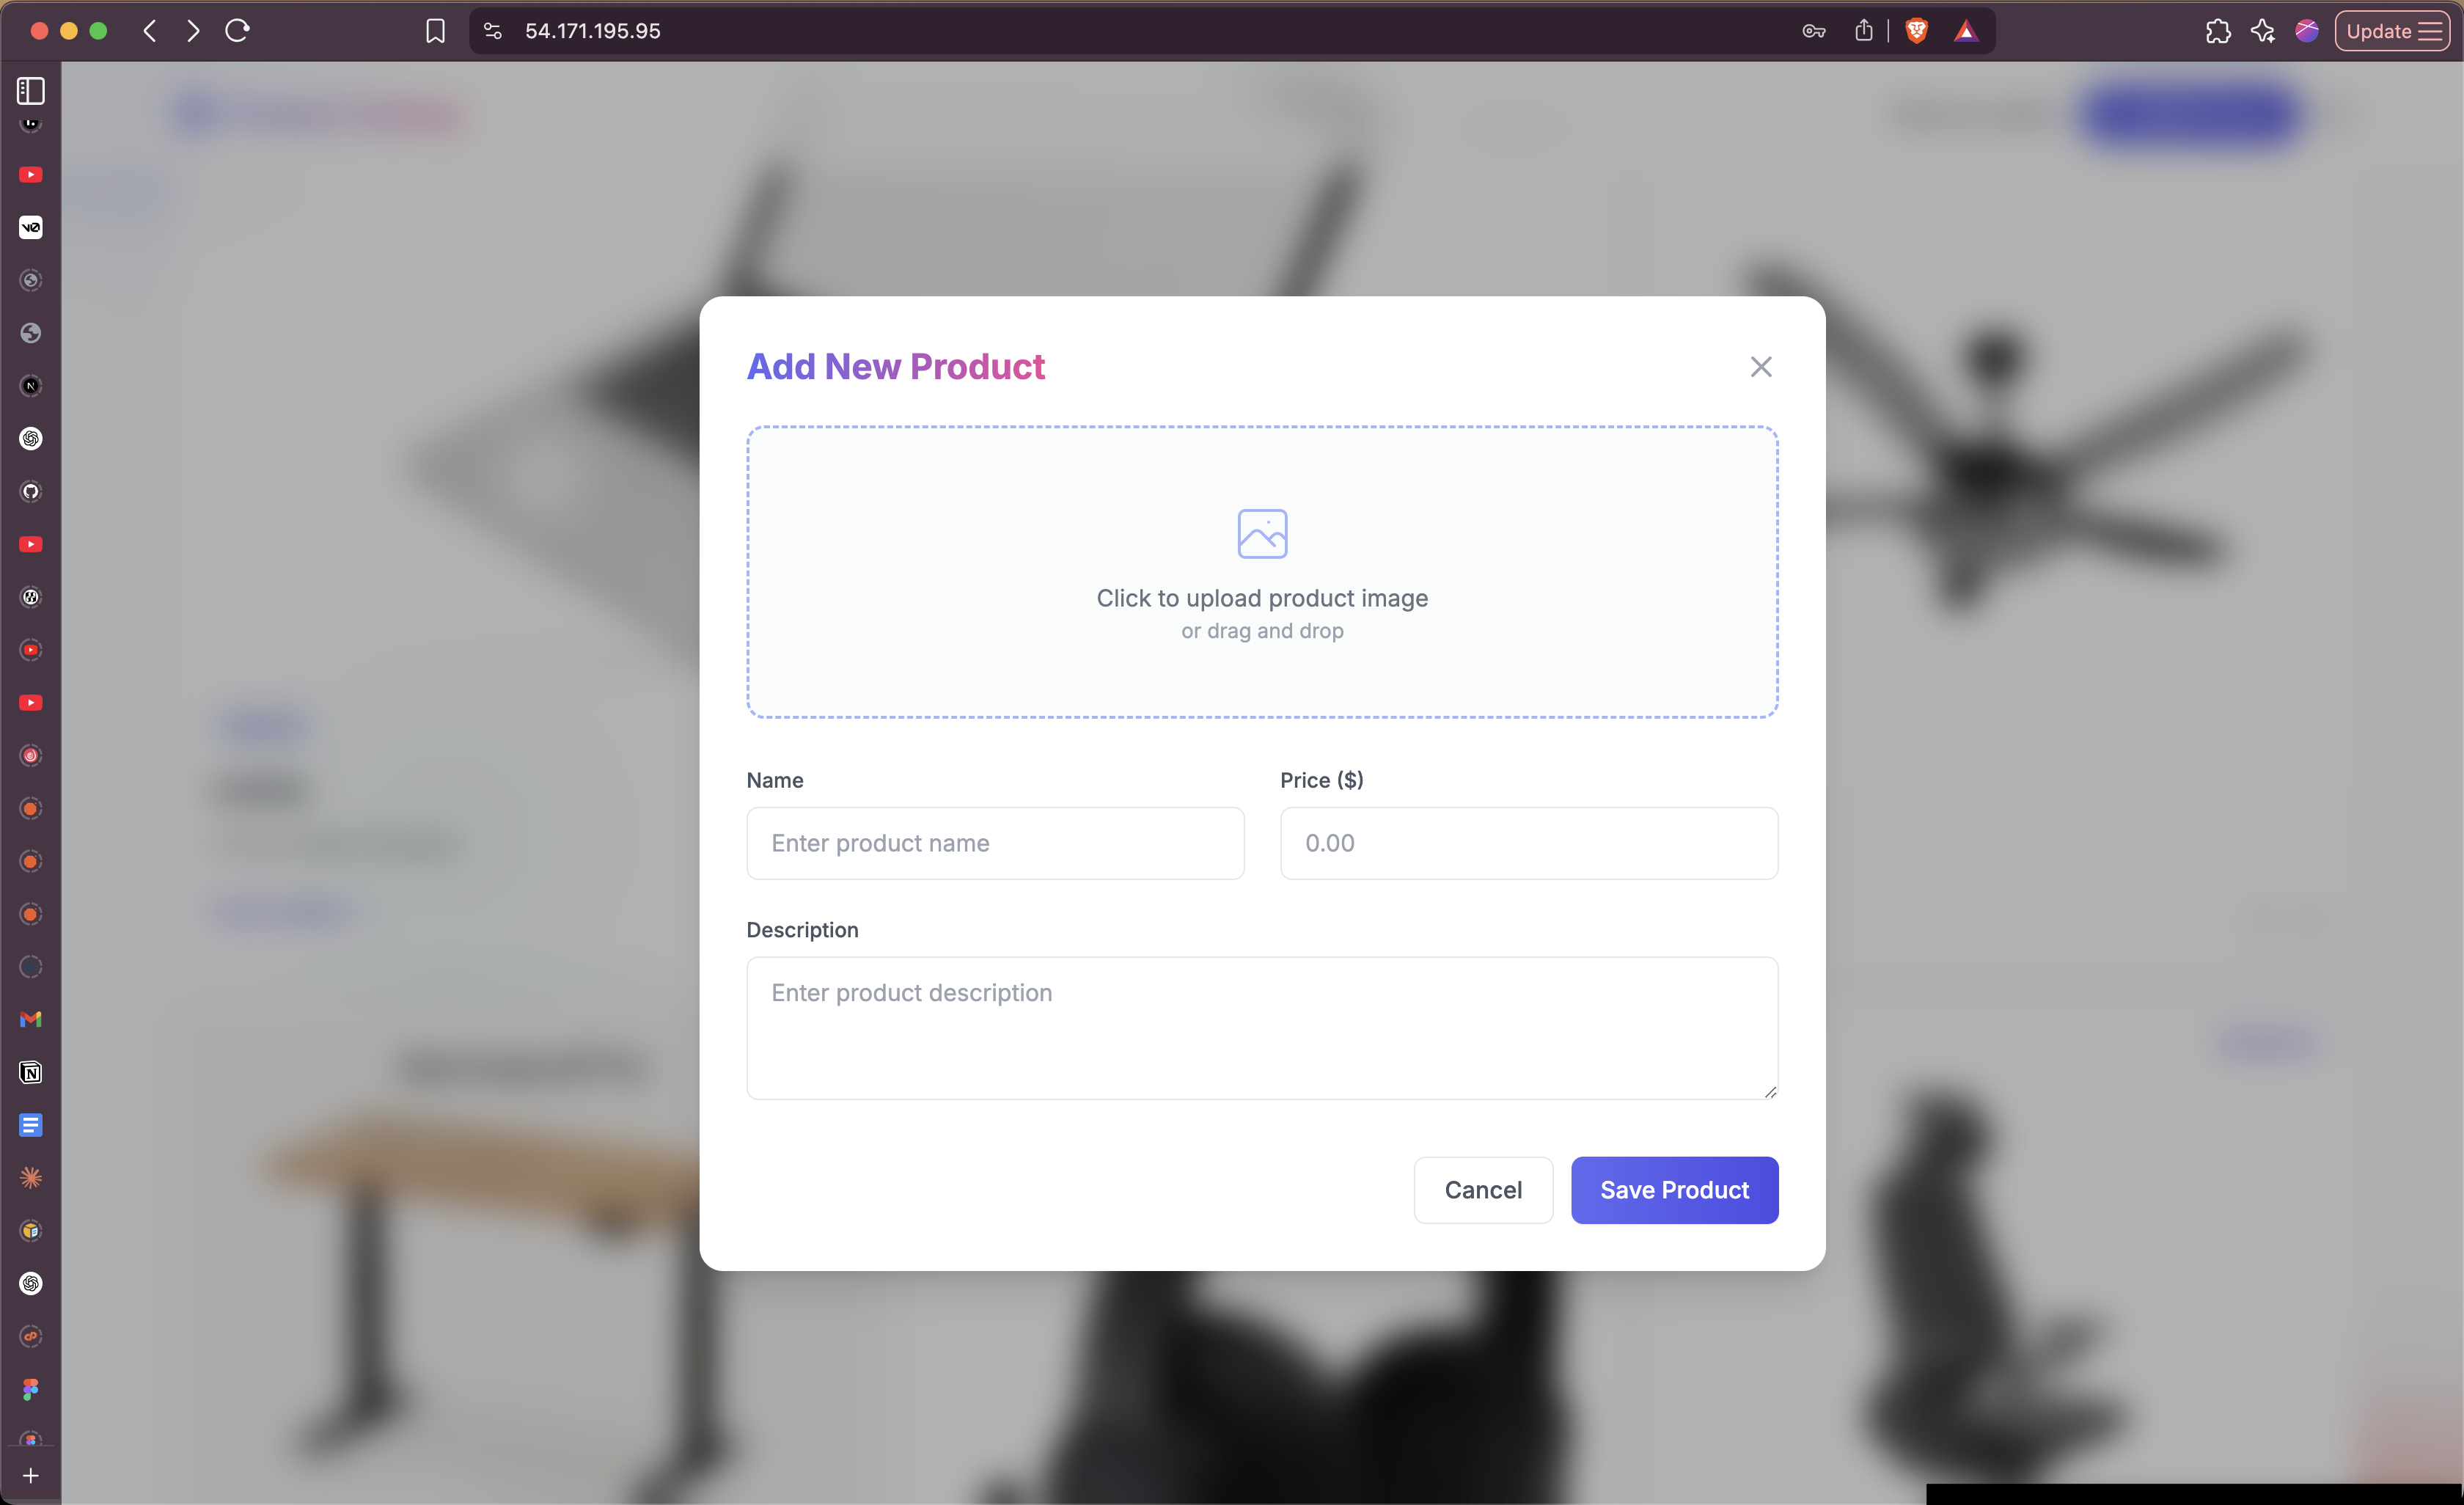 54.171.195.95
Update
v0
Add New Product
Click to upload product image
or drag and drop
Name
Price ($)
Enter product name
0.00
Description
Enter product description
Cancel
Save Product